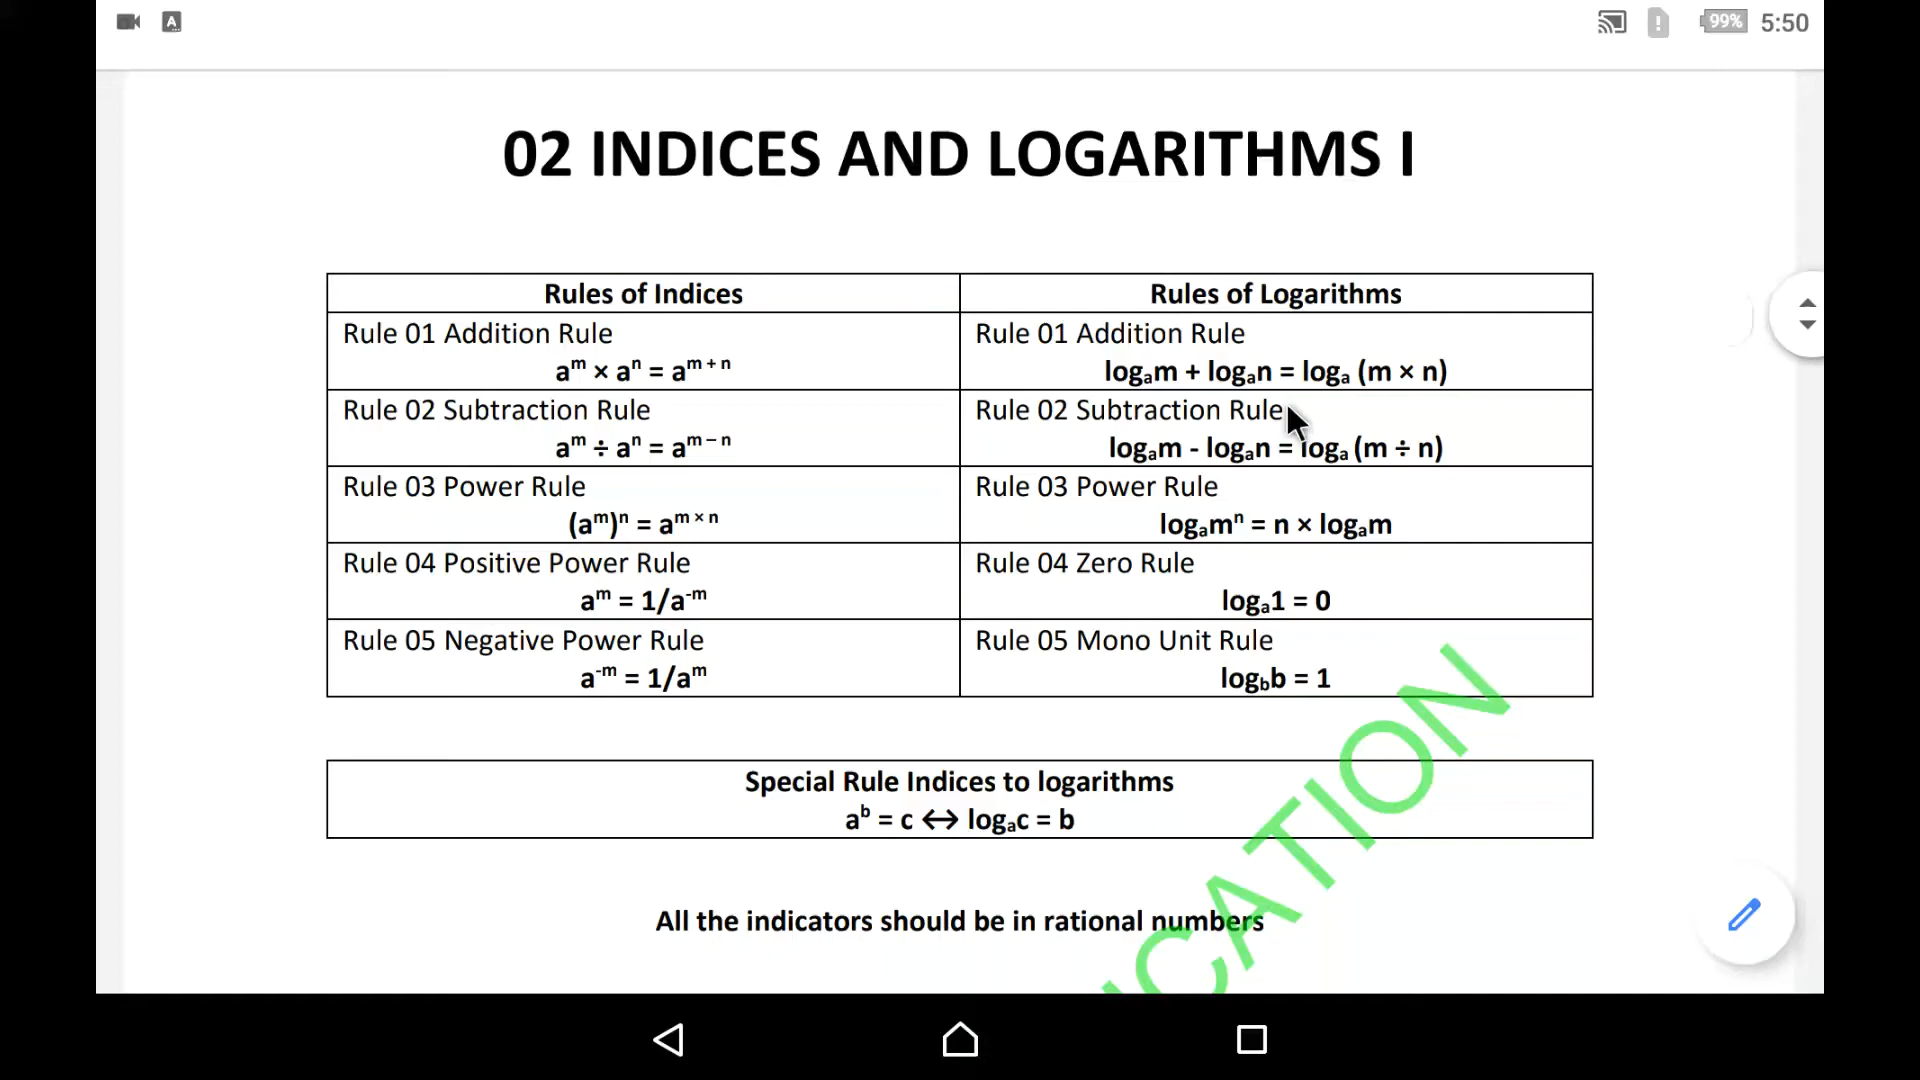 99% 5:50
02 INDICES AND LOGARITHMS I
Rules of Indices
Rules of Logarithms
Rule 01 Addition Rule
aᵐ × aⁿ = aᵐ⁺ⁿ
Rule 01 Addition Rule
logₐm + logₐn = logₐ (m × n)
Rule 02 Subtraction Rule
aᵐ ÷ aⁿ = aᵐ⁻ⁿ
Rule 02 Subtraction Rule
logₐm - logₐn = logₐ (m ÷ n)
Rule 03 Power Rule
(aᵐ)ⁿ = aᵐ ˣ ⁿ
Rule 03 Power Rule
logₐmⁿ = n × logₐm
Rule 04 Positive Power Rule
aᵐ = 1/a⁻ᵐ
Rule 04 Zero Rule
logₐ1 = 0
Rule 05 Negative Power Rule
a⁻ᵐ = 1/aᵐ
Rule 05 Mono Unit Rule
log_b b = 1
Special Rule Indices to logarithms
aᵇ = c ↔ logₐc = b
All the indicators should be in rational numbers
ICATION